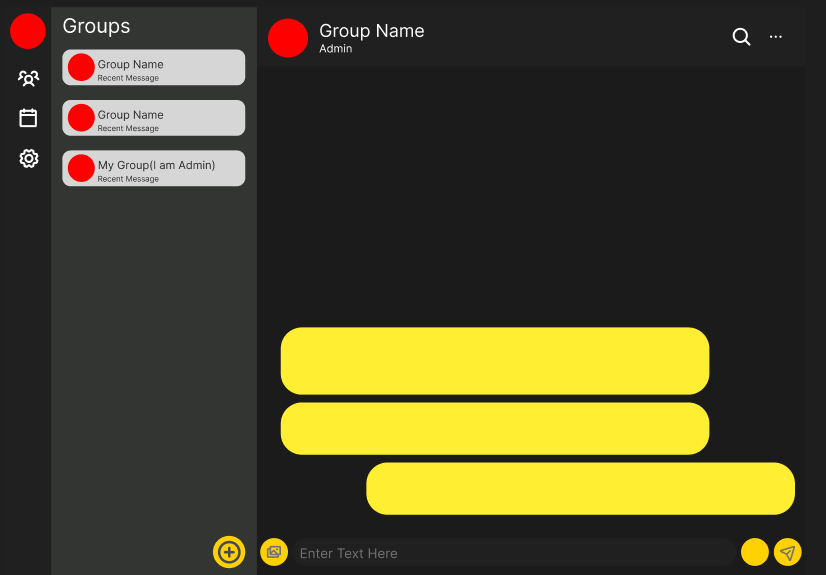 Groups
Group Name
Recent Message
Group Name
Recent Message
My Group(I am Admin)
Recent Message
Group Name
Admin
Enter Text Here